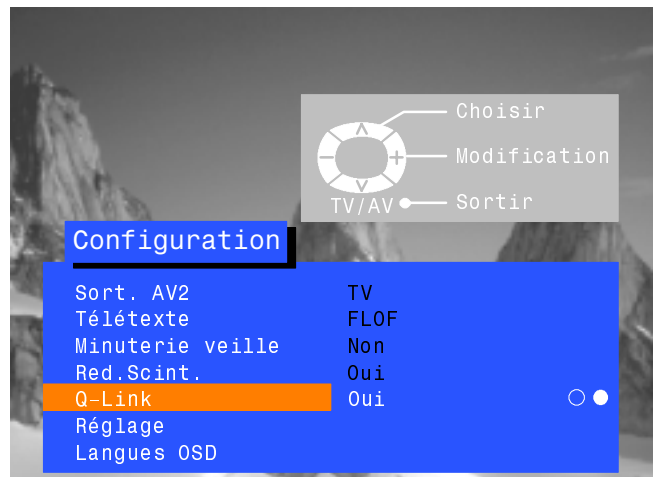 Choisir
Modification
TV/AV Sortir
Configuration
Sort. AV2 TV
Télétexte FLOF
Minuterie veille Non
Red.Scint. Oui
Q-Link Oui
Réglage
Langues OSD